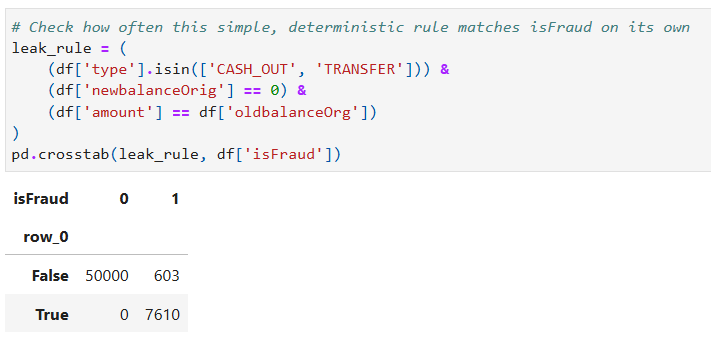 # Check how often this simple, deterministic rule matches isFraud on its own
leak_rule = (
    (df['type'].isin(['CASH_OUT', 'TRANSFER'])) &
    (df['newbalanceOrig'] == 0) &
    (df['amount'] == df['oldbalanceOrg'])
)
pd.crosstab(leak_rule, df['isFraud'])
isFraud 0 1
row_0
False 50000 603
True 0 7610